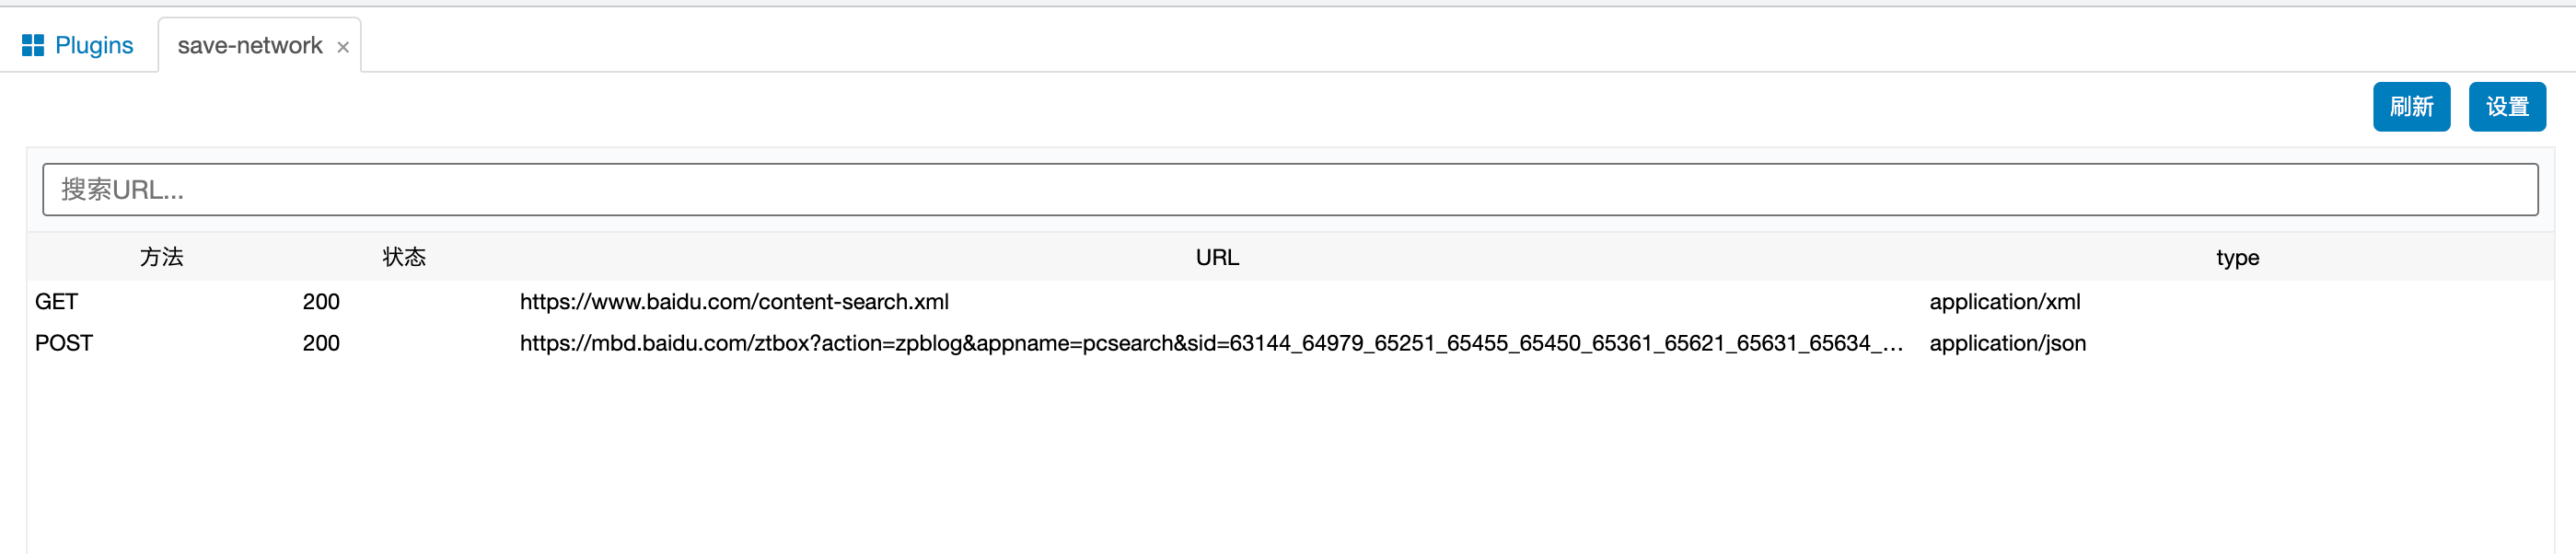 Plugins save-network ×
刷新 设置
搜索URL...
方法 状态 URL type
GET 200 https://www.baidu.com/content-search.xml application/xml
POST 200 https://mbd.baidu.com/ztbox?action=zpblog&appname=pcsearch&sid=63144_64979_65251_65455_65450_65361_65621_65631_65634_... application/json